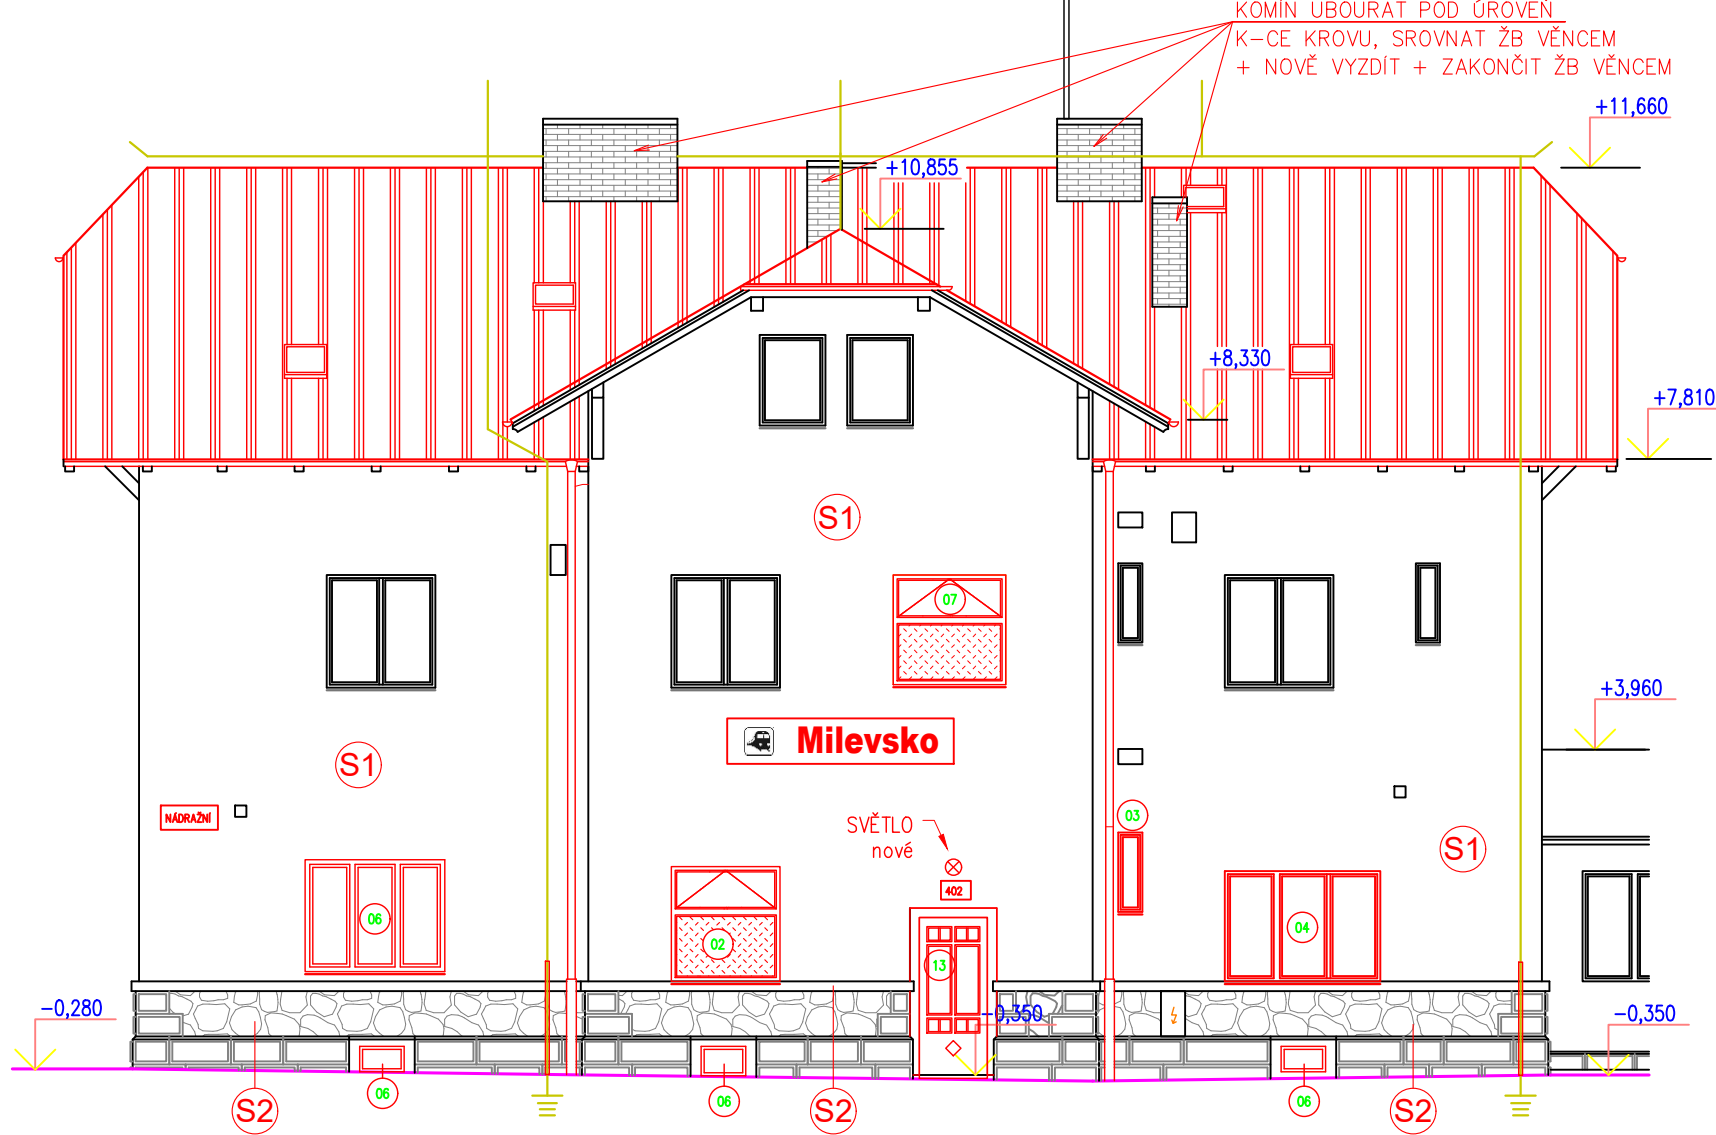 KOMÍN UBOURAT POD ÚROVEŇ
K-CE KROVU, SROVNAT ŽB VĚNCEM
+ NOVĚ VYZDÍT + ZAKONČIT ŽB VĚNCEM
+11,660
+10,855
+8,330
+7,810
S1
07
+3,960
Milevsko
S1
NÁDRAŽNÍ
03
SVĚTLO
nové
S1
402
06
02
13
04
-0,280
-0,350
-0,350
06
06
06
S2
S2
S2